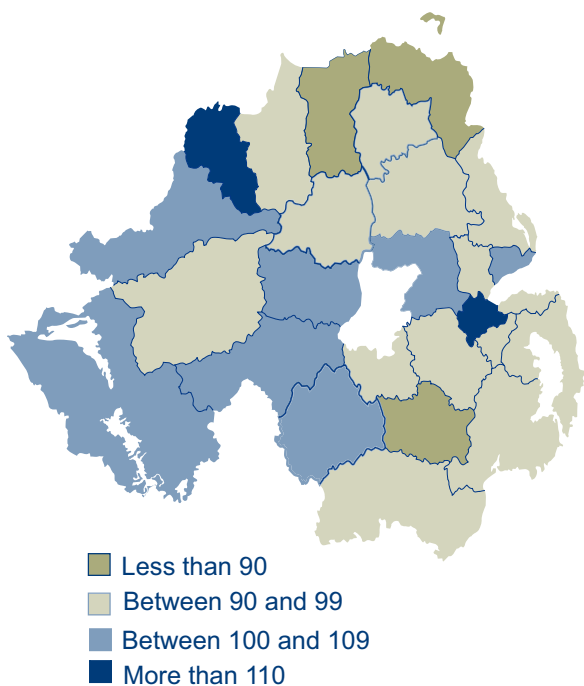 Less than 90
Between 90 and 99
Between 100 and 109
More than 110